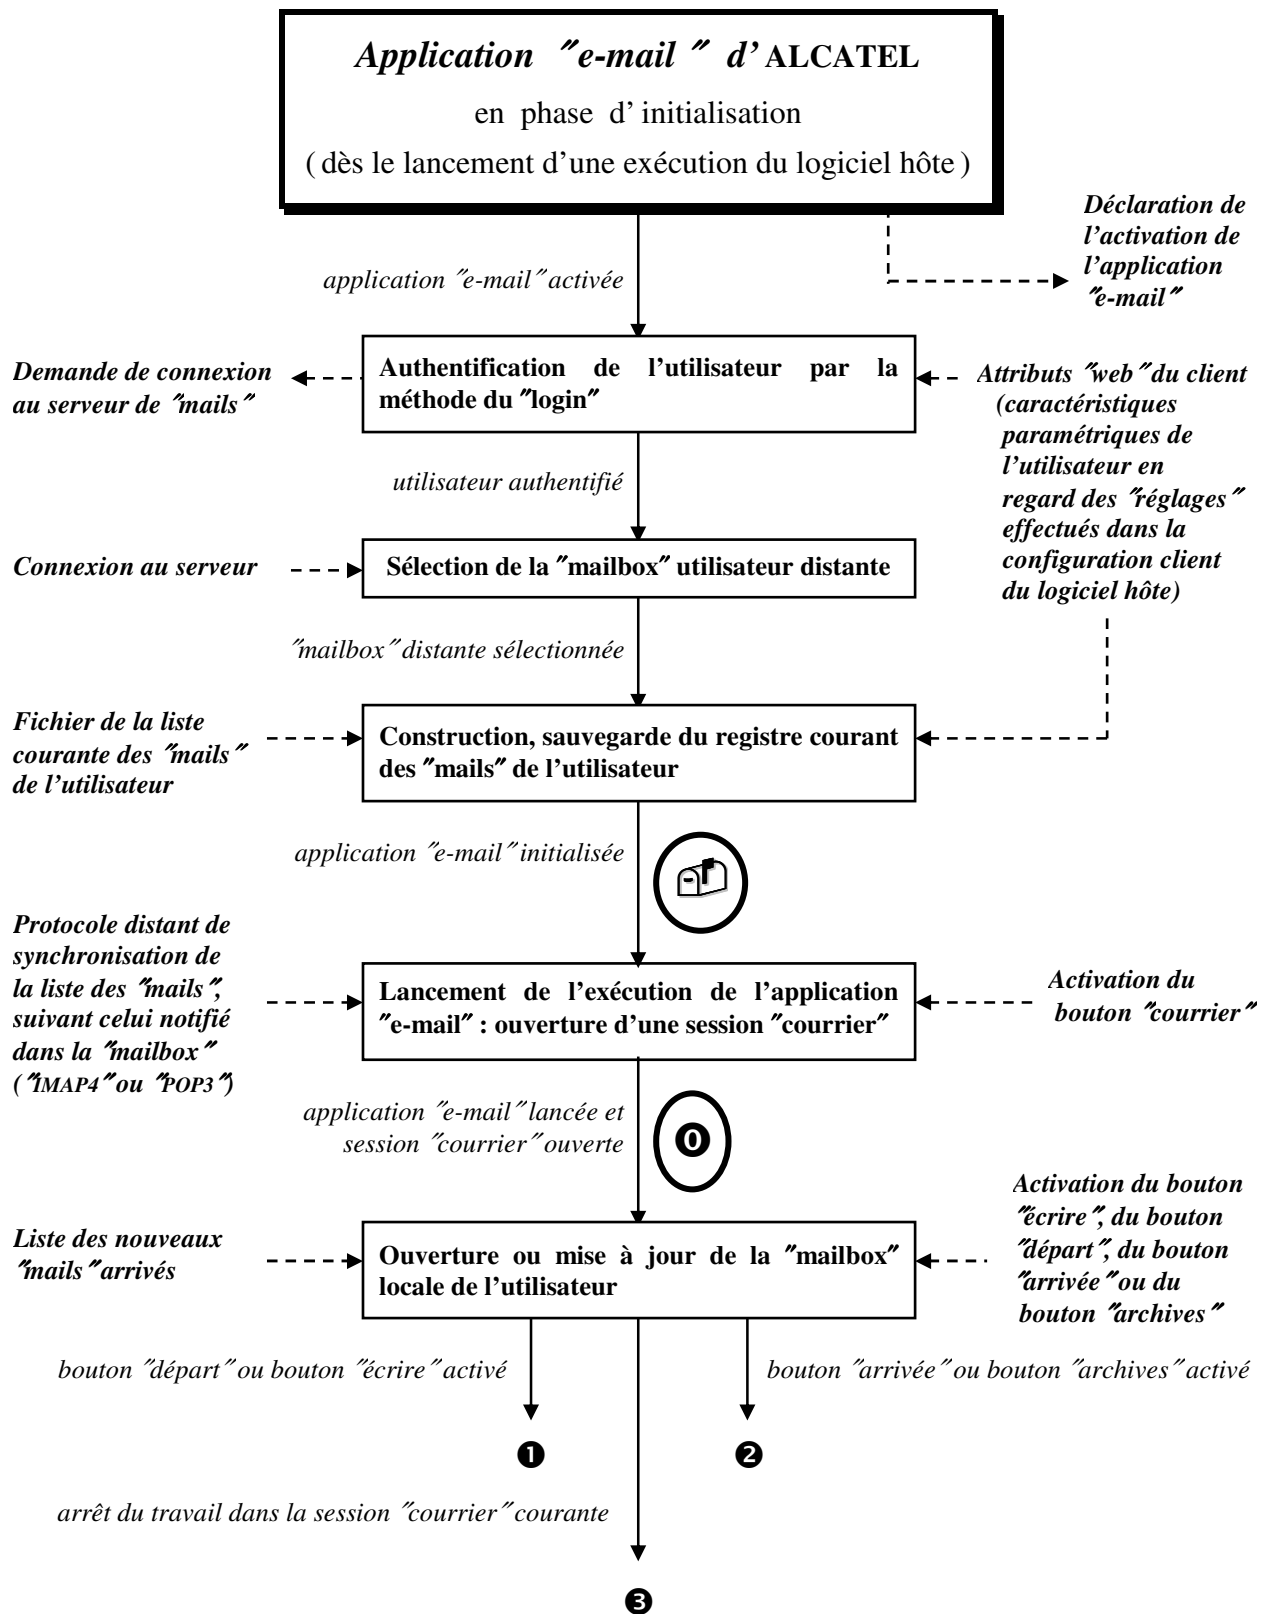 Application ″e-mail ″ d’ ALCATEL
en phase d’ initialisation
( dès le lancement d’une exécution du logiciel hôte )
Déclaration de
l’activation de
l’application
″e-mail″
application ″e-mail″ activée
Demande de connexion
au serveur de ″mails″
Authentification de l’utilisateur par la
méthode du ″login″
Attributs ″web″ du client
(caractéristiques
paramétriques de
l’utilisateur en
regard des ″réglages″
effectués dans la
configuration client
du logiciel hôte)
utilisateur authentifié
Connexion au serveur
Sélection de la ″mailbox″ utilisateur distante
″mailbox″ distante sélectionnée
Fichier de la liste
courante des ″mails″
de l’utilisateur
Construction, sauvegarde du registre courant
des ″mails″ de l’utilisateur
application ″e-mail″ initialisée
Protocole distant de
synchronisation de
la liste des ″mails″,
suivant celui notifié
dans la ″mailbox″
(″IMAP4″ ou ″POP3″)
Lancement de l’exécution de l’application
″e-mail″ : ouverture d’une session ″courrier″
Activation du
bouton ″courrier″
application ″e-mail″ lancée et
session ″courrier″ ouverte
⓿
Activation du bouton
″écrire″, du bouton
″départ″, du bouton
″arrivée″ ou du
bouton ″archives″
Liste des nouveaux
″mails″ arrivés
Ouverture ou mise à jour de la ″mailbox″
locale de l’utilisateur
bouton ″départ″ ou bouton ″écrire″ activé
bouton ″arrivée″ ou bouton ″archives″ activé
❶
❷
arrêt du travail dans la session ″courrier″ courante
❸